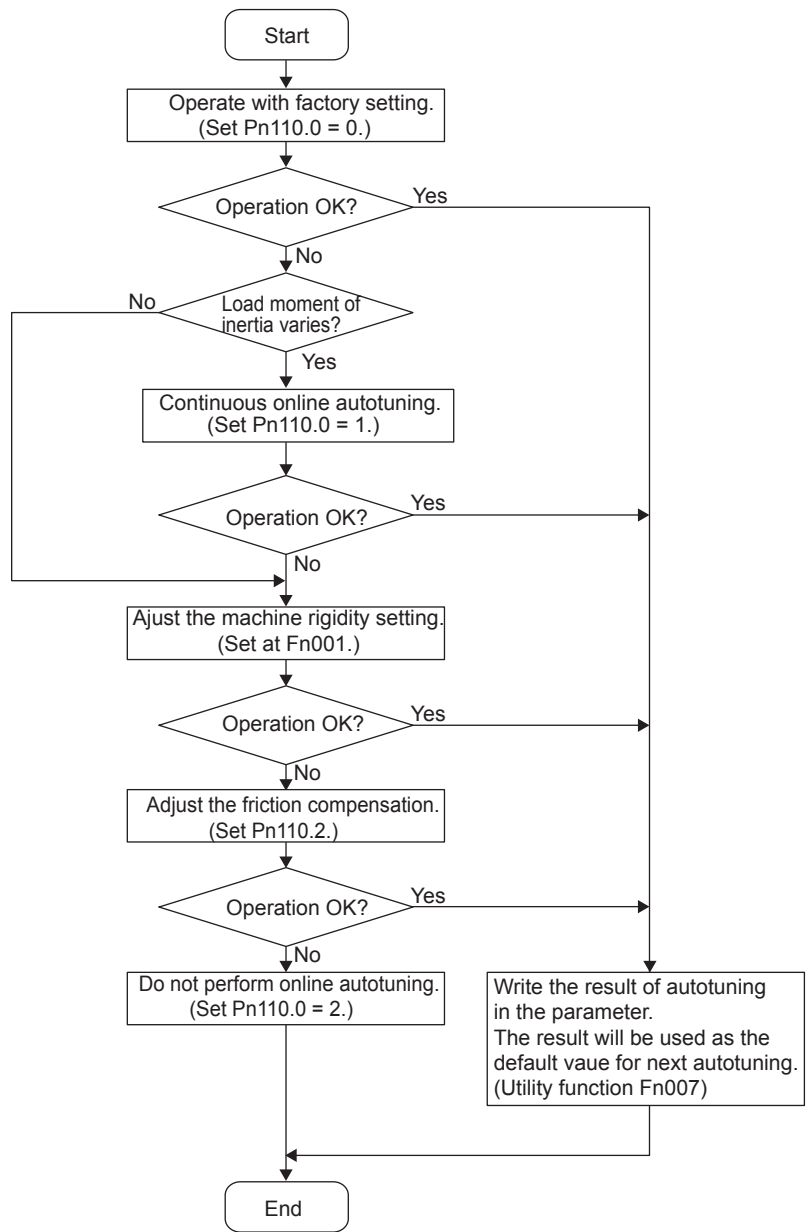 Start
Operate with factory setting.
(Set Pn110.0 = 0.)
Operation OK?
Yes
No
Load moment of
inertia varies?
No
Yes
Continuous online autotuning.
(Set Pn110.0 = 1.)
Operation OK?
Yes
No
Ajust the machine rigidity setting.
(Set at Fn001.)
Operation OK?
Yes
No
Adjust the friction compensation.
(Set Pn110.2.)
Operation OK?
Yes
No
Do not perform online autotuning.
(Set Pn110.0 = 2.)
Write the result of autotuning
in the parameter.
The result will be used as the
default vaue for next autotuning.
(Utility function Fn007)
End